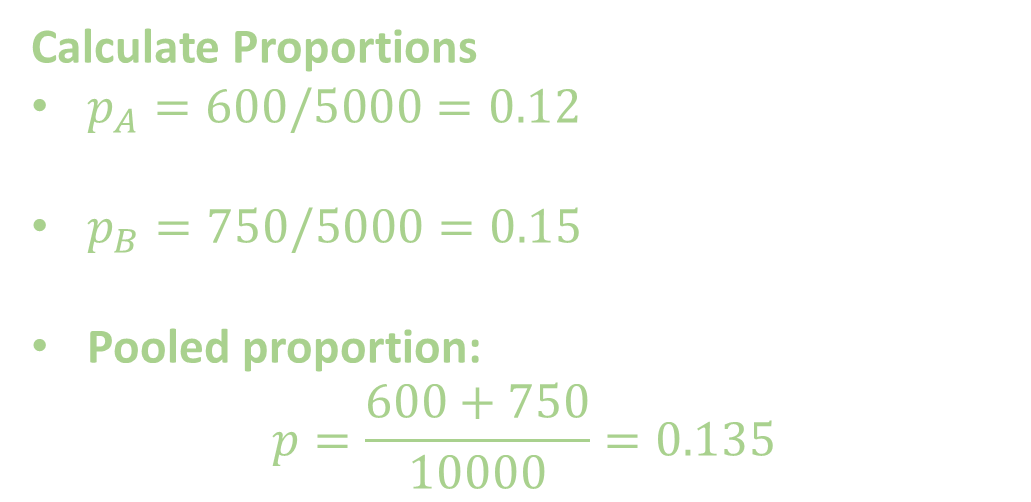 Calculate Proportions
• p_A = 600/5000 = 0.12
• p_B = 750/5000 = 0.15
• Pooled proportion:
p = \frac{600 + 750}{10000} = 0.135